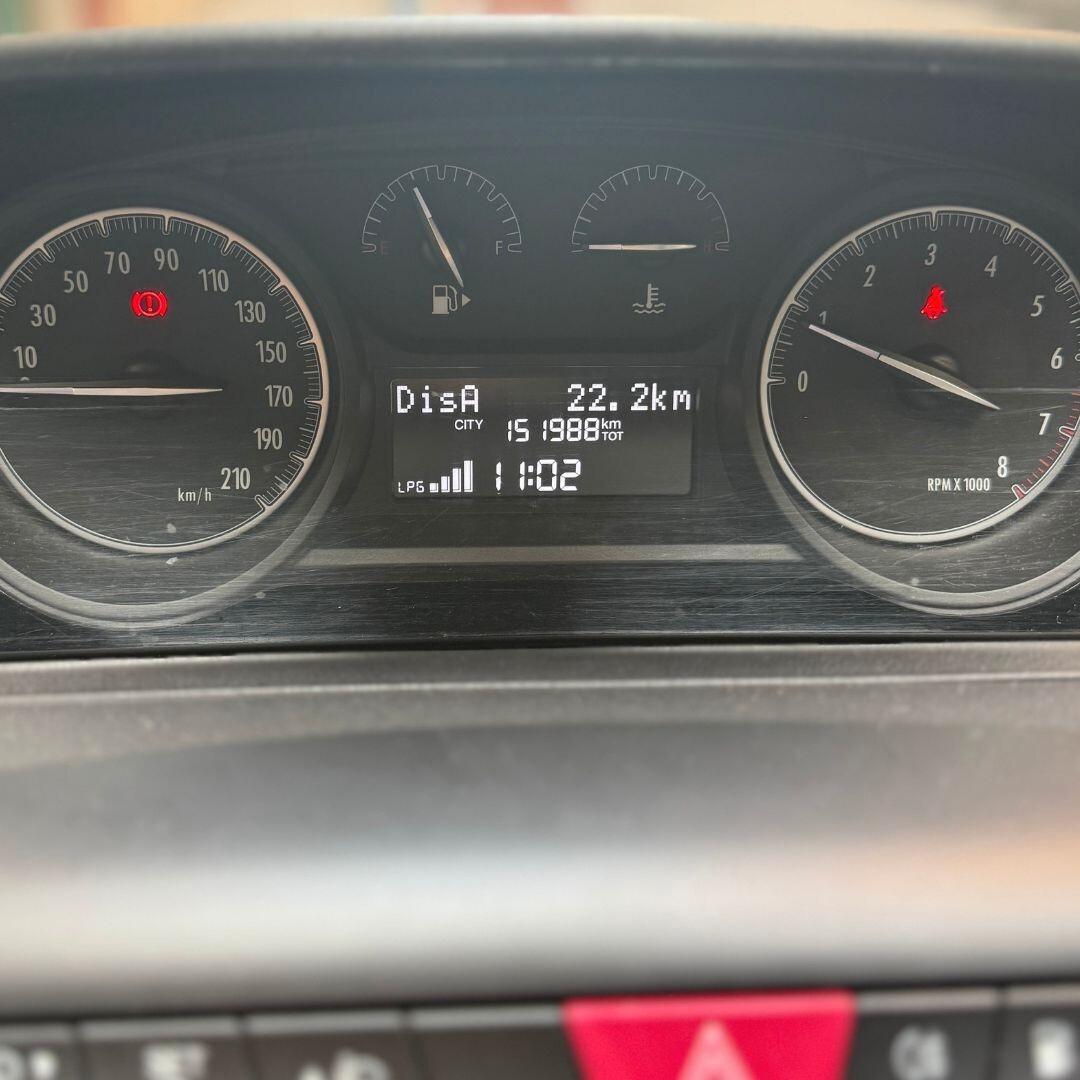 10 30 50 70 90 110 130 150 170 190 210
km/h
E F
H
0 1 2 3 4 5 6 7 8
RPM X 1000
DisA 22.2km
CITY 151988 km TOT
LPG 11:02